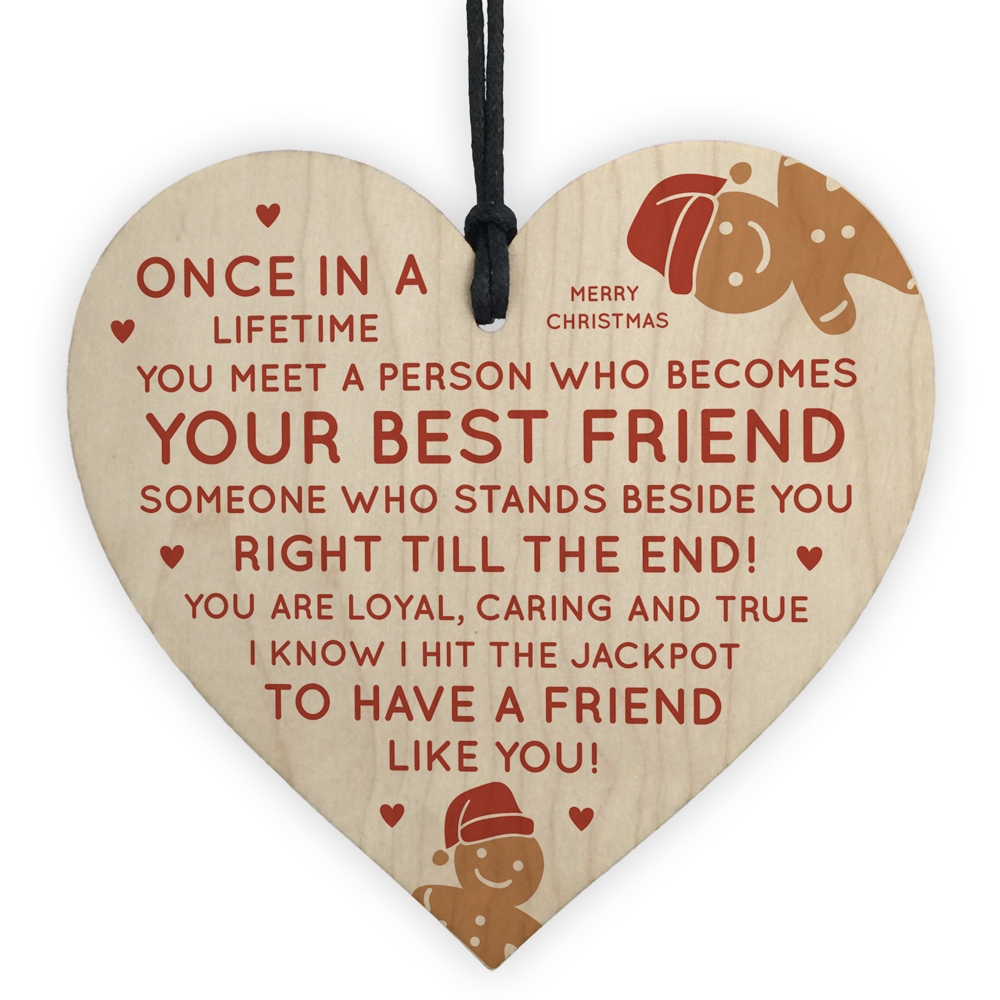 ONCE IN A
LIFETIME
MERRY
CHRISTMAS
YOU MEET A PERSON WHO BECOMES
YOUR BEST FRIEND
SOMEONE WHO STANDS BESIDE YOU
RIGHT TILL THE END!
YOU ARE LOYAL, CARING AND TRUE
I KNOW I HIT THE JACKPOT
TO HAVE A FRIEND
LIKE YOU!